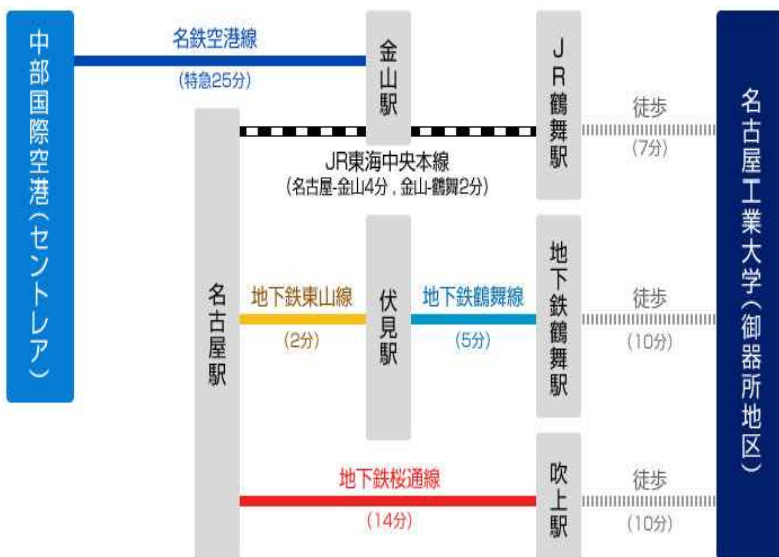 中部国際空港(セントレア)
名鉄空港線
(特急25分)
金山駅
JR鶴舞駅
徒歩
(7分)
名古屋工業大学(御器所地区)
JR東海中央本線
(名古屋-金山4分 , 金山-鶴舞2分)
名古屋駅
地下鉄東山線
(2分)
伏見駅
地下鉄鶴舞線
(5分)
地下鉄鶴舞駅
徒歩
(10分)
地下鉄桜通線
(14分)
吹上駅
徒歩
(10分)